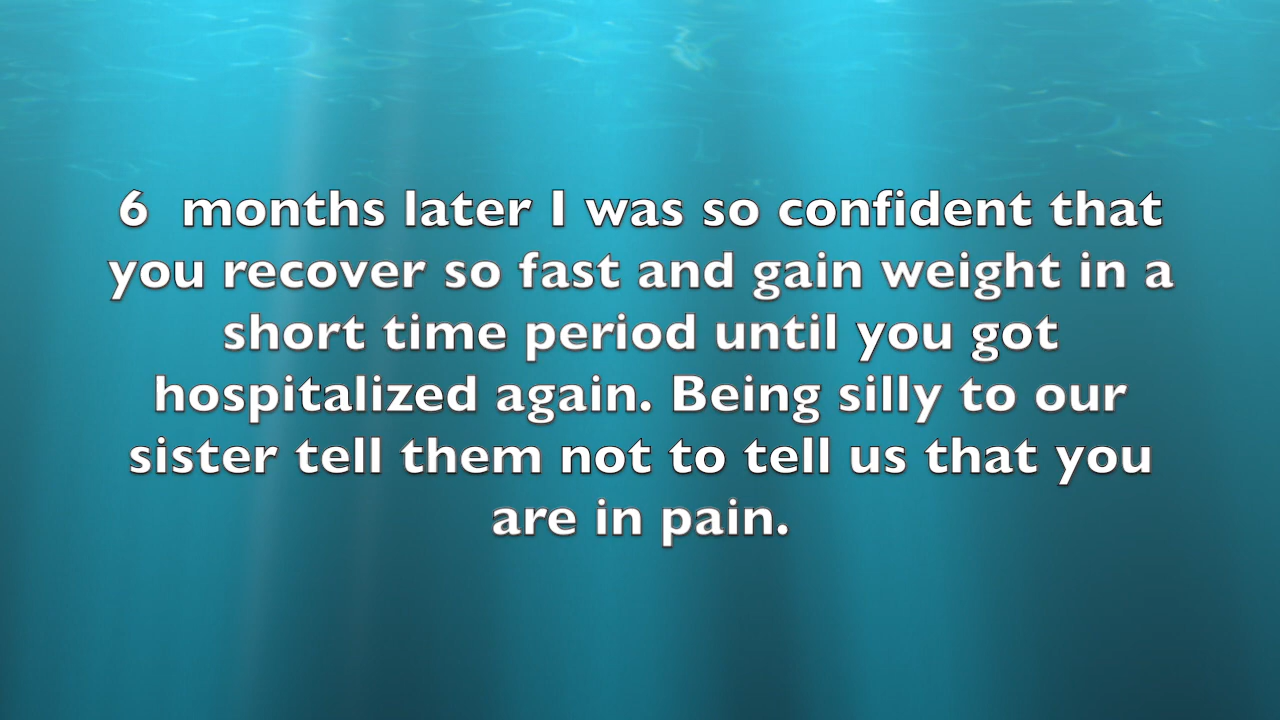 6  months later I was so confident that
you recover so fast and gain weight in a
short time period until you got
hospitalized again. Being silly to our
sister tell them not to tell us that you
are in pain.